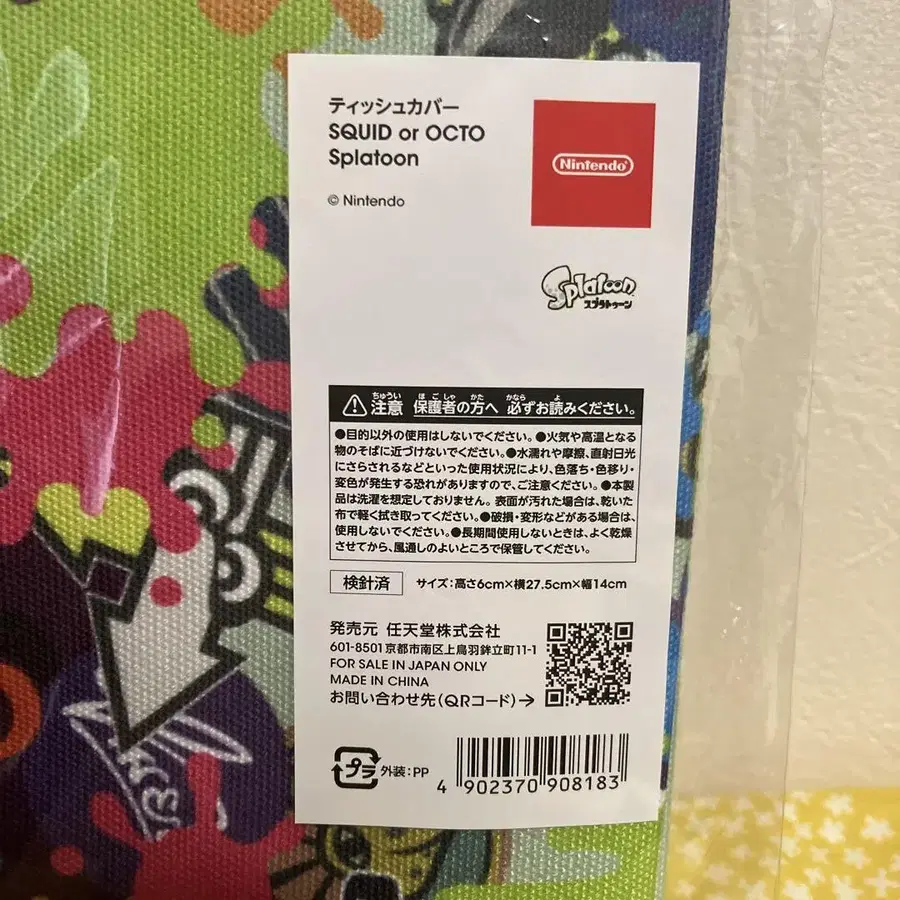 ティッシュカバー
SQUID or OCTO
Splatoon
© Nintendo
Nintendo
Splatoon
スプラトゥーン
注意 保護者の方へ 必ずお読みください。
●目的以外の使用はしないでください。●火気や高温となる
物のそばに近づけないでください。●水濡れや摩擦、直射日光
にさらされるなどといった使用状況により、色落ち・色移り・
変色が発生する恐れがありますので、ご注意ください。●本製
品は洗濯を想定しておりません。表面が汚れた場合は、乾いた
布で軽く拭き取ってください。●破損・変形などがある場合は、
使用しないでください。●長期間使用しないときは、よく乾燥
させてから、風通しのよいところで保管してください。
検針済 サイズ:高さ6cm×横27.5cm×幅14cm
発売元 任天堂株式会社
601-8501 京都市南区上鳥羽鉾立町11-1
FOR SALE IN JAPAN ONLY
MADE IN CHINA
お問い合わせ先(QRコード)→
プラ 外装:PP
4 902370 908183